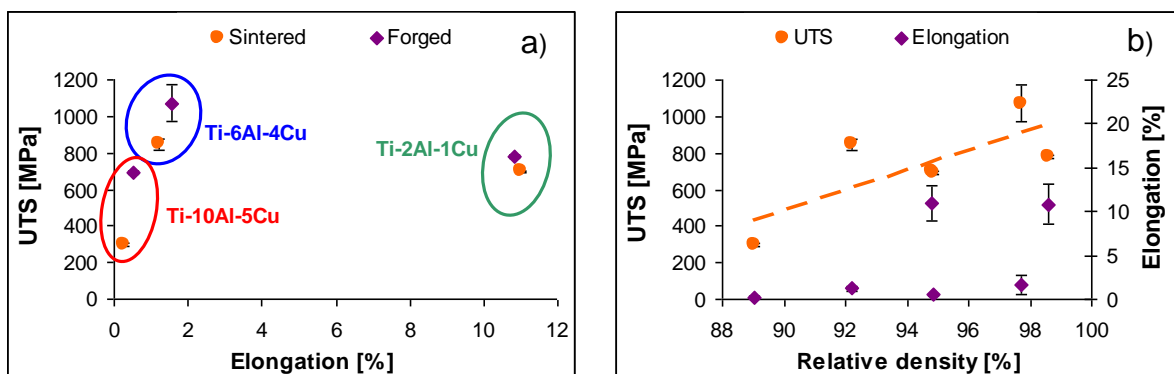 Sintered Forged a)
1200
1000
800
600
400
200
0
UTS [MPa]
Ti-6Al-4Cu
Ti-2Al-1Cu
Ti-10Al-5Cu
0 2 4 6 8 10 12
Elongation [%]
UTS Elongation b)
1200
1000
800
600
400
200
0
UTS [MPa]
25
20
15
10
5
0
Elongation [%]
88 90 92 94 96 98 100
Relative density [%]